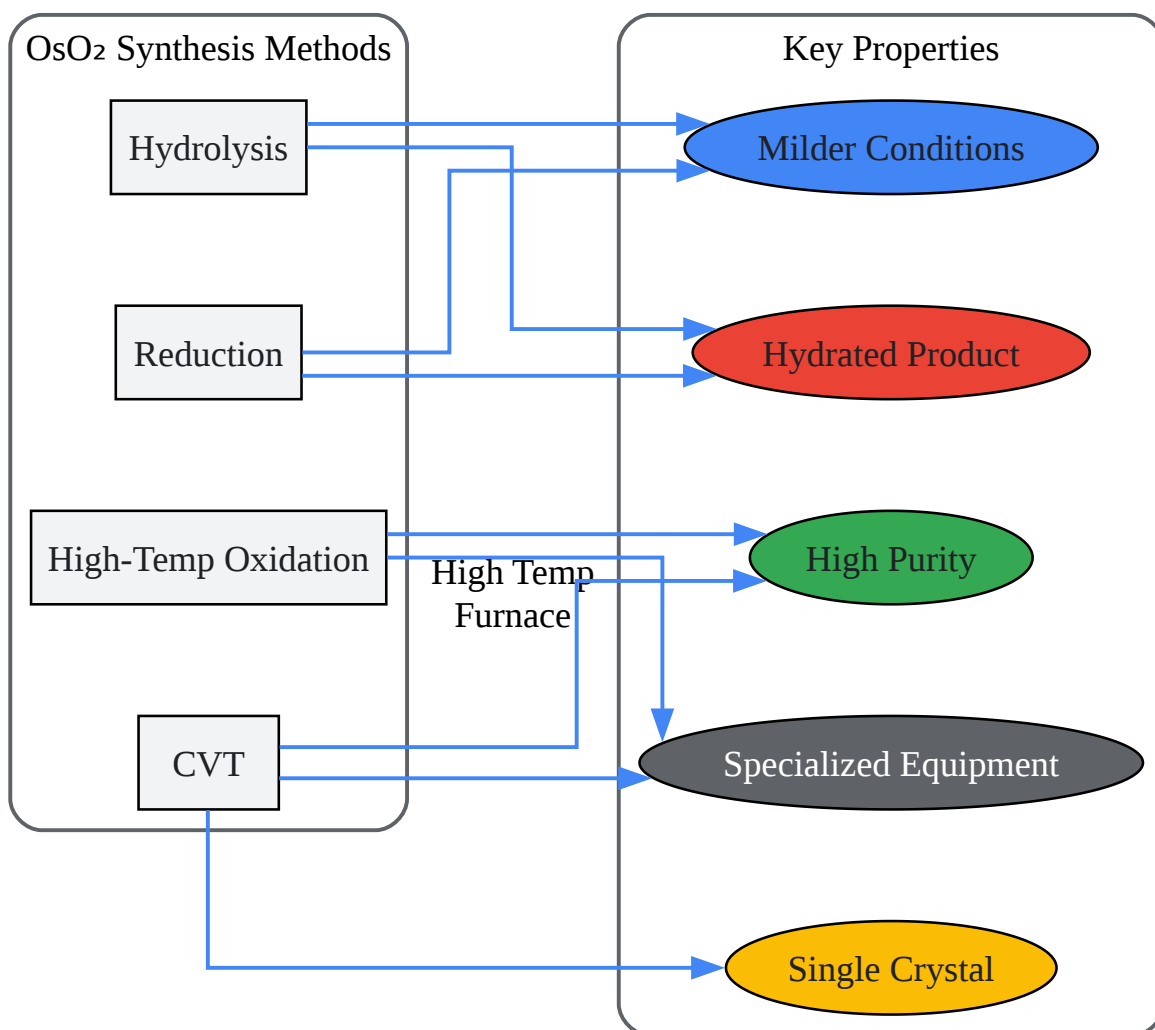 OsO₂ Synthesis Methods
Key Properties
Hydrolysis
Milder Conditions
Reduction
Hydrated Product
High-Temp Oxidation
High Temp
Furnace
High Purity
CVT
Specialized Equipment
Single Crystal